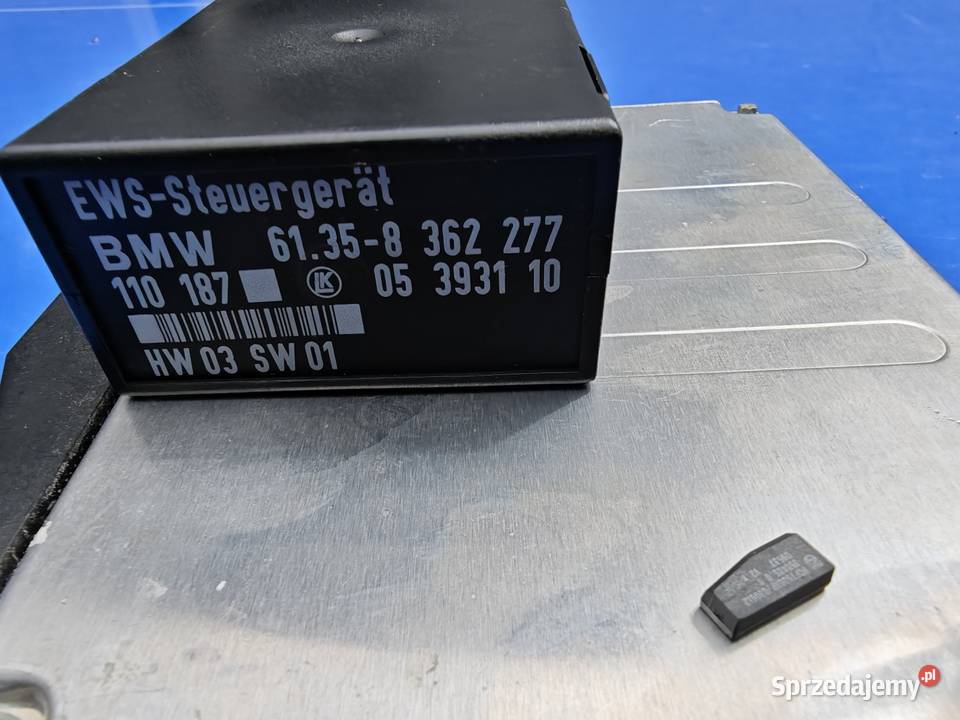 EWS-Steuergerät
BMW 61.35-8 362 277
110 187 LK 05 3931 10
HW 03 SW 01
Sprzedajemy.pl